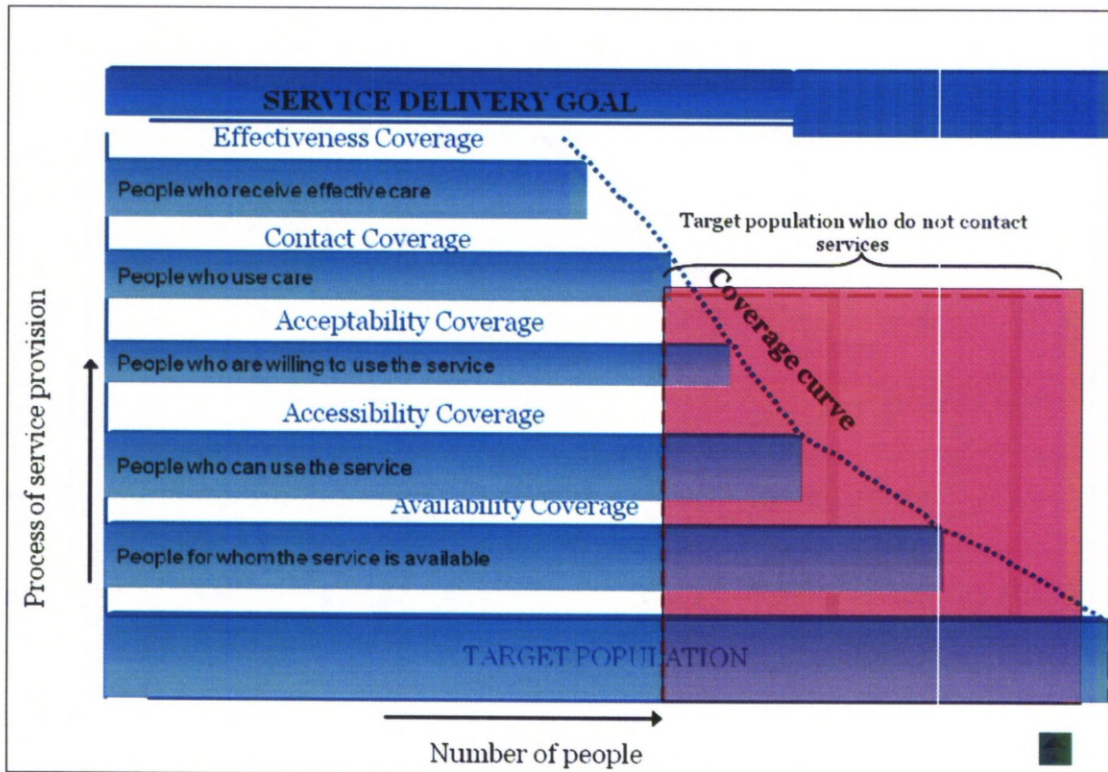 SERVICE DELIVERY GOAL
Effectiveness Coverage
People who receive effective care
Target population who do not contact
services
Contact Coverage
People who use care
Coverage curve
Acceptability Coverage
People who are willing to use the service
Accessibility Coverage
People who can use the service
Availability Coverage
People for whom the service is available
TARGET POPULATION
Process of service provision
Number of people